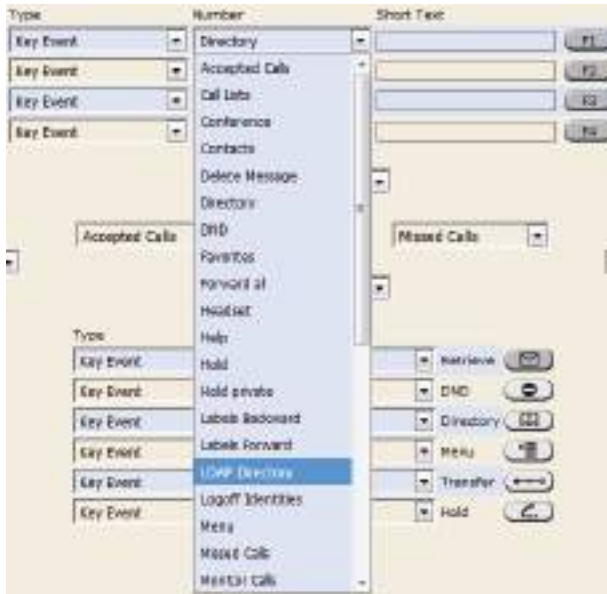 Type Number Short Text
Key Event Directory F1
Key Event Accepted Calls F2
Key Event Call Lists F3
Key Event Conference F4
Contacts
Delete Message
Directory
Accepted Calls DND Missed Calls
Favorites
Forward all
Headset
Type Help
Key Event Hold Retrieve
Key Event Hold private DND
Key Event Labels Backward Directory
Key Event Labels Forward Menu
Key Event LDAP Directory Transfer
Key Event Logoff Identities Hold
Menu
Missed Calls
Monitor Calls